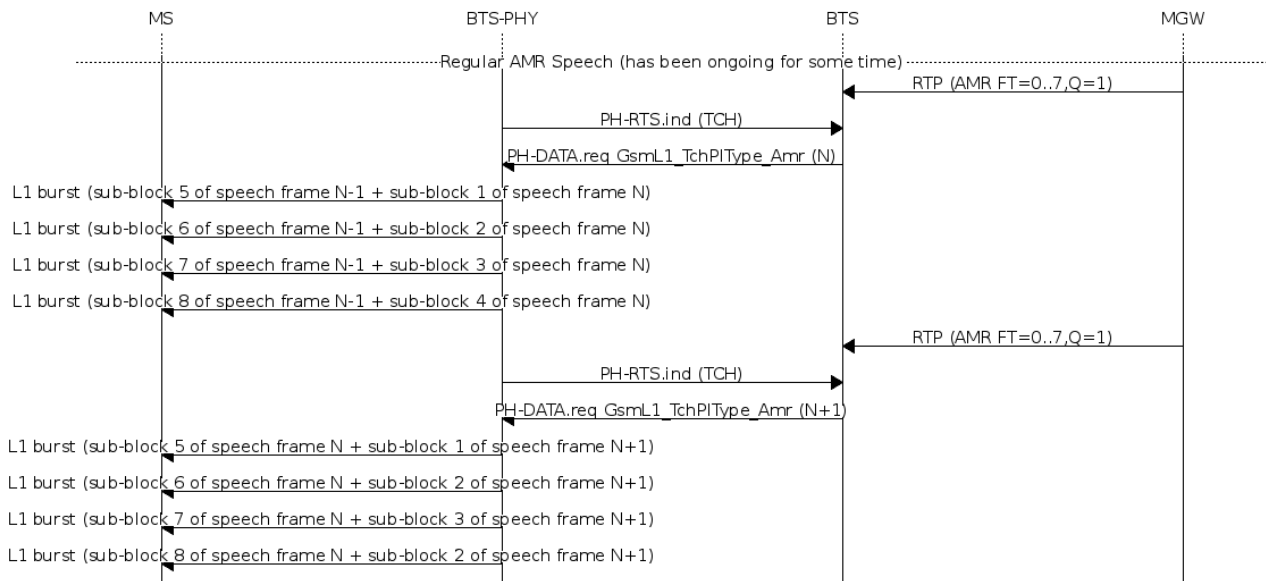 MS BTS-PHY BTS MGW
Regular AMR Speech (has been ongoing for some time)
RTP (AMR FT=0..7,Q=1)
PH-RTS.ind (TCH)
PH-DATA.req GsmL1_TchPlType_Amr (N)
L1 burst (sub-block 5 of speech frame N-1 + sub-block 1 of speech frame N)
L1 burst (sub-block 6 of speech frame N-1 + sub-block 2 of speech frame N)
L1 burst (sub-block 7 of speech frame N-1 + sub-block 3 of speech frame N)
L1 burst (sub-block 8 of speech frame N-1 + sub-block 4 of speech frame N)
RTP (AMR FT=0..7,Q=1)
PH-RTS.ind (TCH)
PH-DATA.req GsmL1_TchPlType_Amr (N+1)
L1 burst (sub-block 5 of speech frame N + sub-block 1 of speech frame N+1)
L1 burst (sub-block 6 of speech frame N + sub-block 2 of speech frame N+1)
L1 burst (sub-block 7 of speech frame N + sub-block 3 of speech frame N+1)
L1 burst (sub-block 8 of speech frame N + sub-block 2 of speech frame N+1)